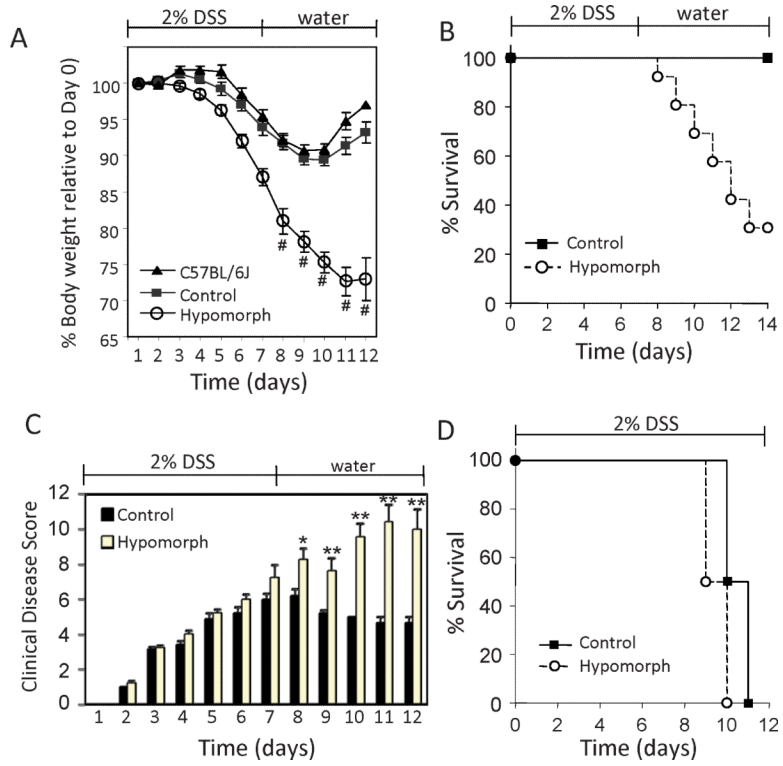 A
2% DSS water
% Body weight relative to Day 0)
100
95
90
85
80
75
70
65
# # # # #
C57BL/6J
Control
Hypomorph
1 2 3 4 5 6 7 8 9 10 11 12
Time (days)
B
2% DSS water
% Survival
100
80
60
40
20
0
Control
Hypomorph
0 2 4 6 8 10 12 14
Time (days)
C
2% DSS water
Clinical Disease Score
12
10
8
6
4
2
0
Control
Hypomorph
* ** ** ** **
1 2 3 4 5 6 7 8 9 10 11 12
Time (days)
D
2% DSS
% Survival
100
80
60
40
20
0
Control
Hypomorph
0 2 4 6 8 10 12
Time (days)